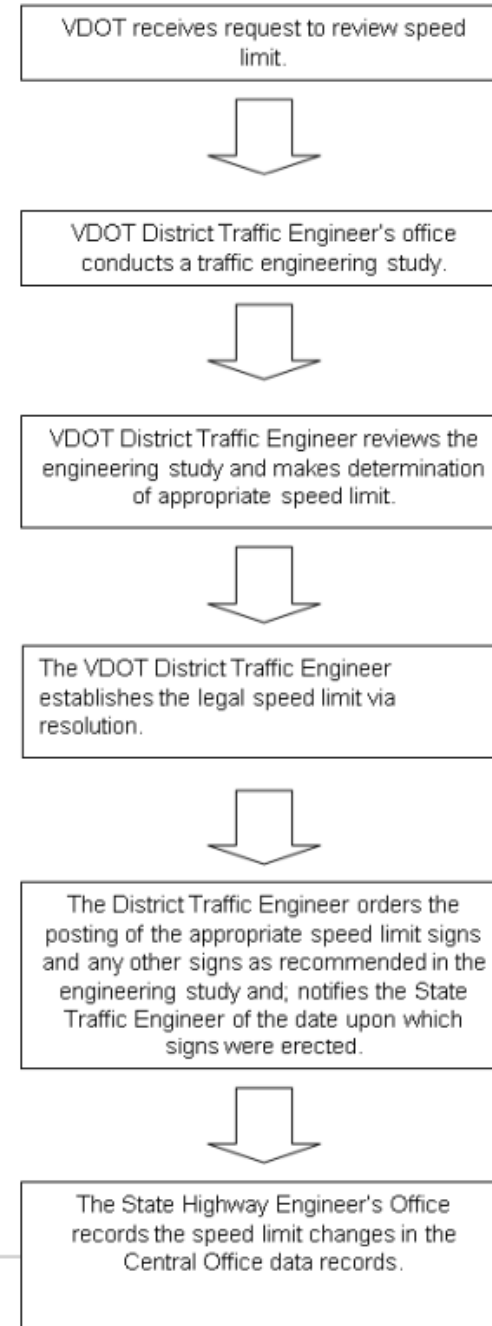 VDOT receives request to review speed
limit.
VDOT District Traffic Engineer's office
conducts a traffic engineering study.
VDOT District Traffic Engineer reviews the
engineering study and makes determination
of appropriate speed limit.
The VDOT District Traffic Engineer
establishes the legal speed limit via
resolution.
The District Traffic Engineer orders the
posting of the appropriate speed limit signs
and any other signs as recommended in the
engineering study and; notifies the State
Traffic Engineer of the date upon which
signs were erected.
The State Highway Engineer's Office
records the speed limit changes in the
Central Office data records.